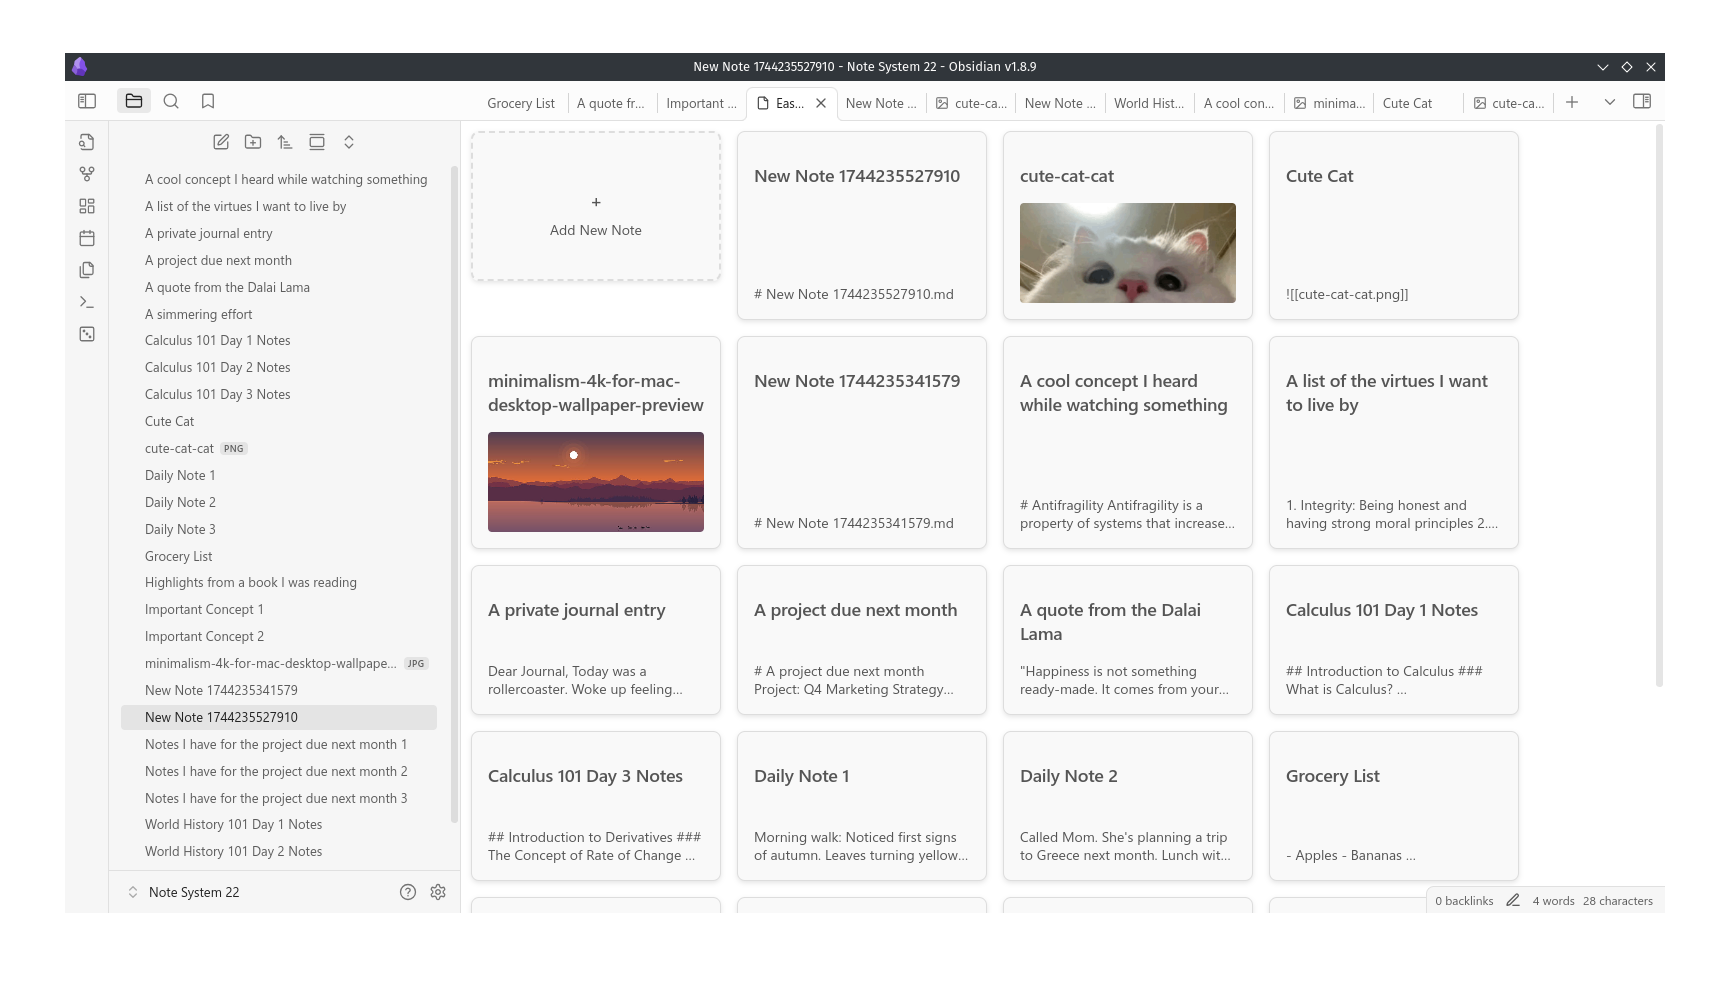 New Note 1744235527910 - Note System 22 - Obsidian v1.8.9
Grocery List
A quote fr...
Important ...
Eas...
New Note ...
cute-ca...
New Note ...
World Hist...
A cool con...
minima...
Cute Cat
cute-ca...
A cool concept I heard while watching something
A list of the virtues I want to live by
A private journal entry
A project due next month
A quote from the Dalai Lama
A simmering effort
Calculus 101 Day 1 Notes
Calculus 101 Day 2 Notes
Calculus 101 Day 3 Notes
Cute Cat
cute-cat-cat PNG
Daily Note 1
Daily Note 2
Daily Note 3
Grocery List
Highlights from a book I was reading
Important Concept 1
Important Concept 2
minimalism-4k-for-mac-desktop-wallpape... JPG
New Note 1744235341579
New Note 1744235527910
Notes I have for the project due next month 1
Notes I have for the project due next month 2
Notes I have for the project due next month 3
World History 101 Day 1 Notes
World History 101 Day 2 Notes
Note System 22
+
Add New Note
New Note 1744235527910
# New Note 1744235527910.md
cute-cat-cat
Cute Cat
![[cute-cat-cat.png]]
minimalism-4k-for-mac-
desktop-wallpaper-preview
New Note 1744235341579
# New Note 1744235341579.md
A cool concept I heard
while watching something
# Antifragility Antifragility is a
property of systems that increase...
A list of the virtues I want
to live by
1. Integrity: Being honest and
having strong moral principles 2....
A private journal entry
Dear Journal, Today was a
rollercoaster. Woke up feeling...
A project due next month
# A project due next month
Project: Q4 Marketing Strategy...
A quote from the Dalai
Lama
"Happiness is not something
ready-made. It comes from your...
Calculus 101 Day 1 Notes
## Introduction to Calculus ###
What is Calculus? ...
Calculus 101 Day 3 Notes
## Introduction to Derivatives ###
The Concept of Rate of Change ...
Daily Note 1
Morning walk: Noticed first signs
of autumn. Leaves turning yellow...
Daily Note 2
Called Mom. She's planning a trip
to Greece next month. Lunch wit...
Grocery List
- Apples - Bananas ...
0 backlinks
4 words
28 characters